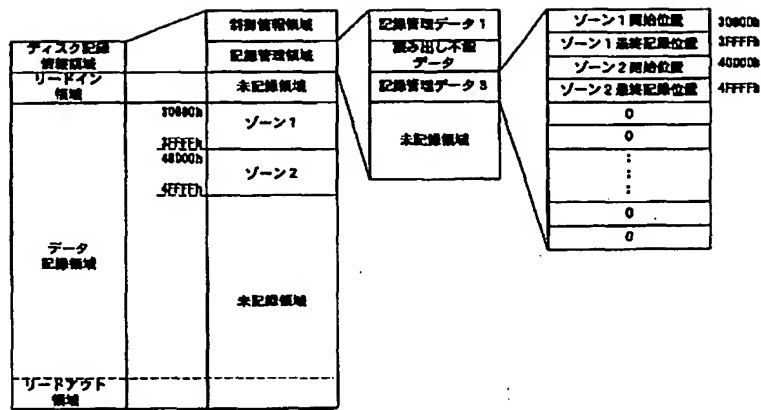 ディスク記録
情報領域
リードイン
領域
データ
記録領域
リードアウト
領域
制御情報領域
記録管理領域
未記録領域
30000h
ゾーン1
3FFFFh
40000h
ゾーン2
4FFFFh
未記録領域
記録管理データ1
読み出し不能
データ
記録管理データ3
未記録領域
ゾーン1開始位置
30000h
ゾーン1最終記録位置
3FFFFh
ゾーン2開始位置
40000h
ゾーン2最終記録位置
4FFFFh
0
0
:
:
0
0